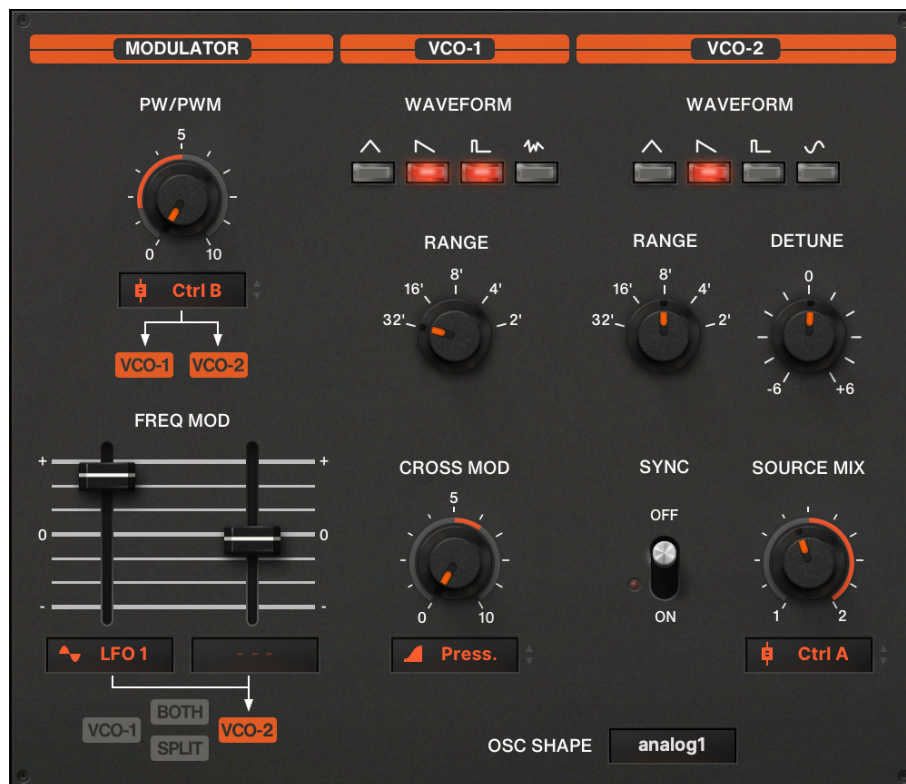 MODULATOR
VCO-1
VCO-2
PW/PWM
WAVEFORM
WAVEFORM
5
0
10
Ctrl B
VCO-1
VCO-2
RANGE
32'
16'
8'
4'
2'
RANGE
32'
16'
8'
4'
2'
DETUNE
0
-6
+6
FREQ MOD
+
+
0
0
-
-
LFO 1
- - -
VCO-1
BOTH
SPLIT
VCO-2
CROSS MOD
5
0
10
Press.
SYNC
OFF
ON
SOURCE MIX
1
2
Ctrl A
OSC SHAPE
analog1